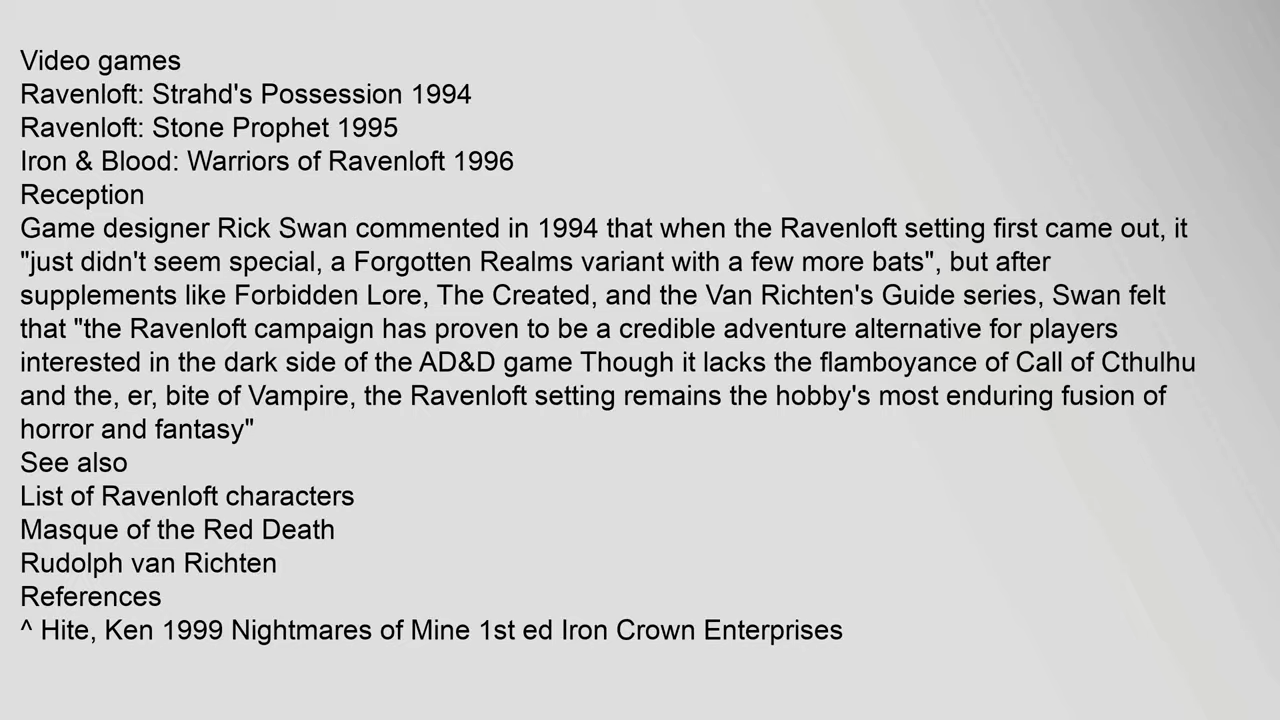 Video games
Ravenloft: Strahd's Possession 1994
Ravenloft: Stone Prophet 1995
Iron & Blood: Warriors of Ravenloft 1996
Reception
Game designer Rick Swan commented in 1994 that when the Ravenloft setting first came out, it
"just didn't seem special, a Forgotten Realms variant with a few more bats", but after
supplements like Forbidden Lore, The Created, and the Van Richten's Guide series, Swan felt
that "the Ravenloft campaign has proven to be a credible adventure alternative for players
interested in the dark side of the AD&D game Though it lacks the flamboyance of Call of Cthulhu
and the, er, bite of Vampire, the Ravenloft setting remains the hobby's most enduring fusion of
horror and fantasy"
See also
List of Ravenloft characters
Masque of the Red Death
Rudolph van Richten
References
^ Hite, Ken 1999 Nightmares of Mine 1st ed Iron Crown Enterprises